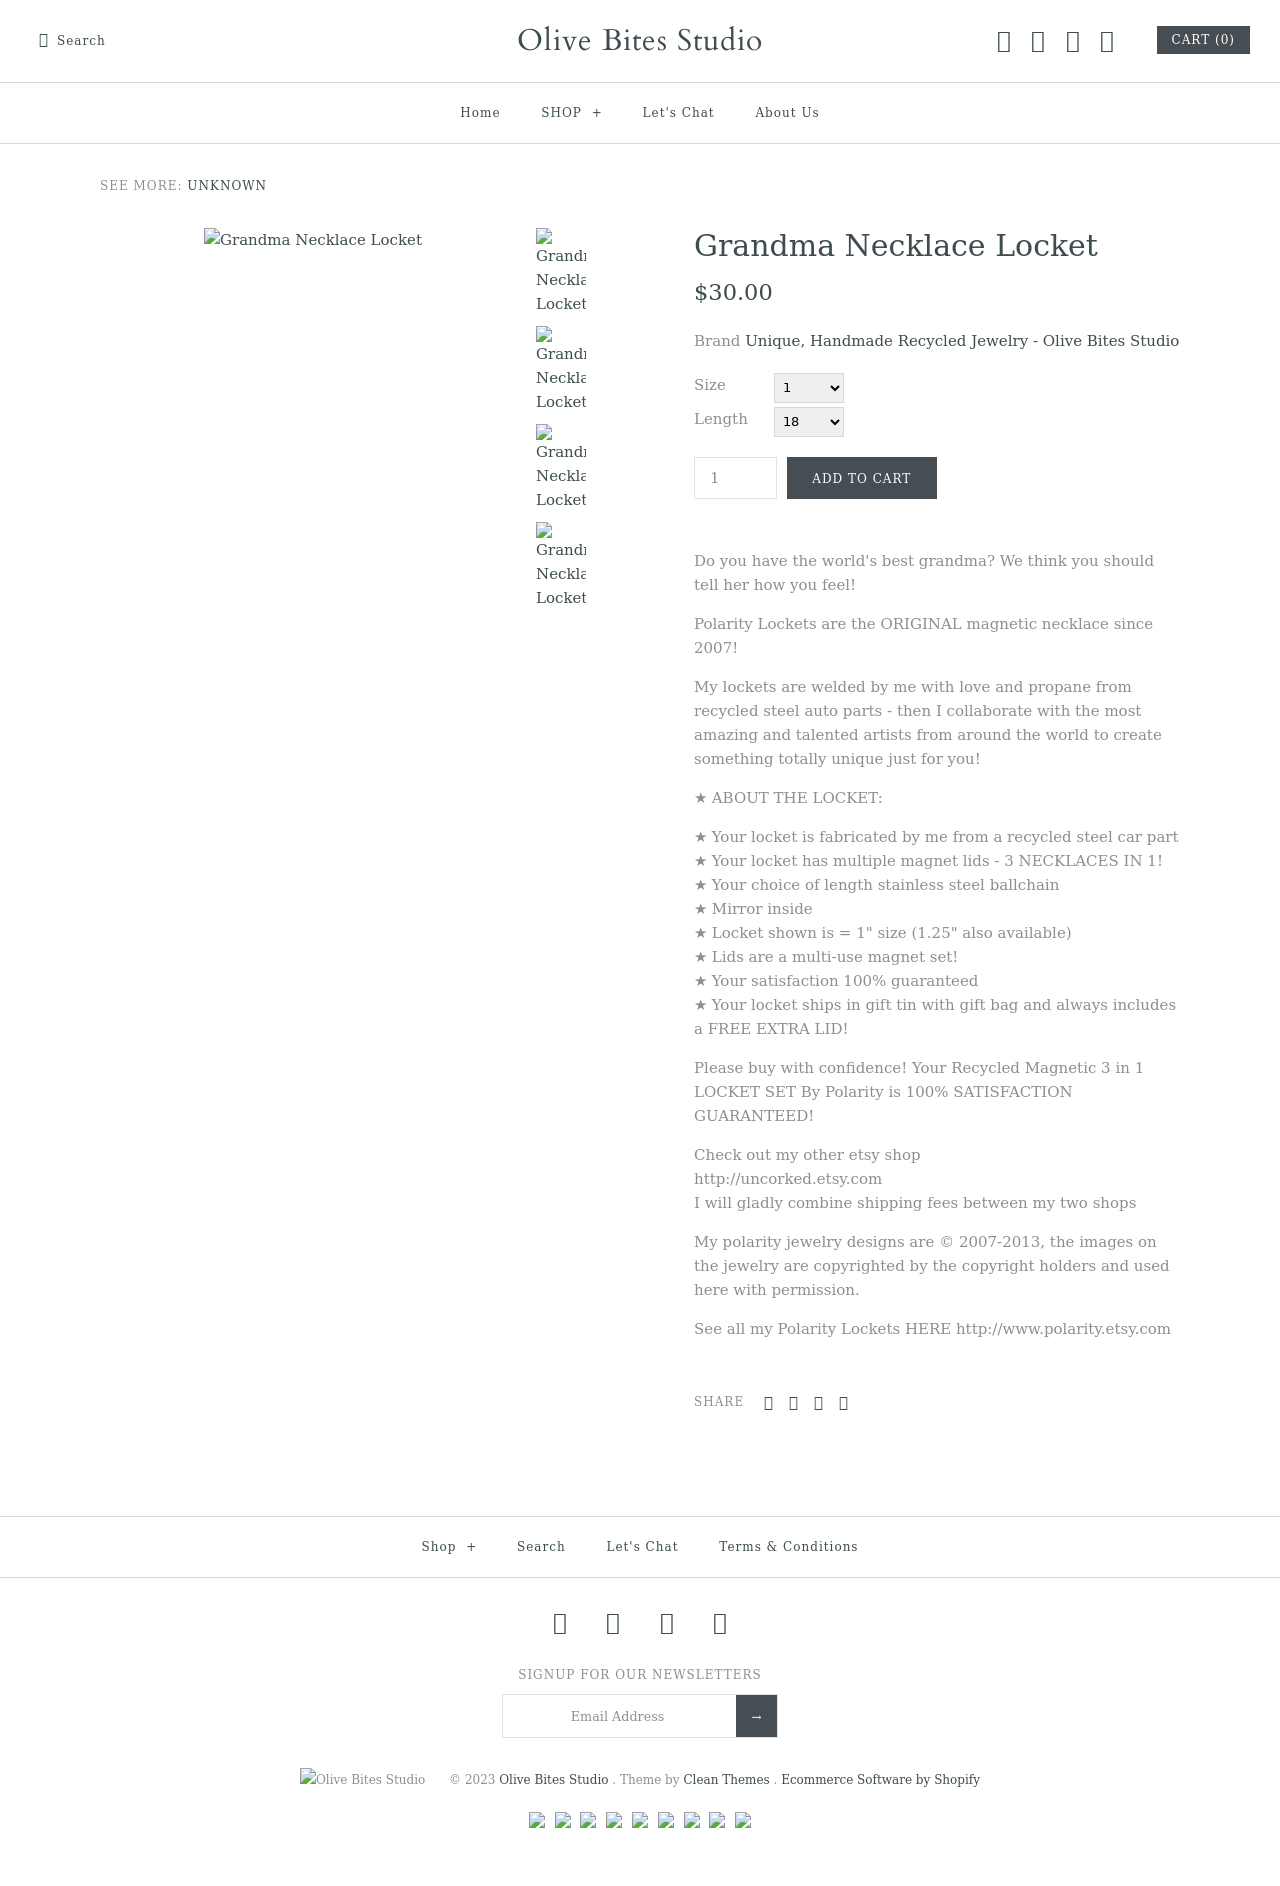 Search
Olive Bites Studio
CART (0)
Home
SHOP +
Let's Chat
About Us
SEE MORE: UNKNOWN
Grandma Necklace Locket
Grandma
Necklace
Locket
Grandma
Necklace
Locket
Grandma
Necklace
Locket
Grandma
Necklace
Locket
Grandma Necklace Locket
$30.00
Brand Unique, Handmade Recycled Jewelry - Olive Bites Studio
Size 1
Length 18
1
ADD TO CART
Do you have the world's best grandma? We think you should
tell her how you feel!
Polarity Lockets are the ORIGINAL magnetic necklace since
2007!
My lockets are welded by me with love and propane from
recycled steel auto parts - then I collaborate with the most
amazing and talented artists from around the world to create
something totally unique just for you!
★ ABOUT THE LOCKET:
★ Your locket is fabricated by me from a recycled steel car part
★ Your locket has multiple magnet lids - 3 NECKLACES IN 1!
★ Your choice of length stainless steel ballchain
★ Mirror inside
★ Locket shown is = 1" size (1.25" also available)
★ Lids are a multi-use magnet set!
★ Your satisfaction 100% guaranteed
★ Your locket ships in gift tin with gift bag and always includes
a FREE EXTRA LID!
Please buy with confidence! Your Recycled Magnetic 3 in 1
LOCKET SET By Polarity is 100% SATISFACTION
GUARANTEED!
Check out my other etsy shop
http://uncorked.etsy.com
I will gladly combine shipping fees between my two shops
My polarity jewelry designs are © 2007-2013, the images on
the jewelry are copyrighted by the copyright holders and used
here with permission.
See all my Polarity Lockets HERE http://www.polarity.etsy.com
SHARE
Shop +
Search
Let's Chat
Terms & Conditions
SIGNUP FOR OUR NEWSLETTERS
Email Address →
Olive Bites Studio
© 2023 Olive Bites Studio . Theme by Clean Themes . Ecommerce Software by Shopify